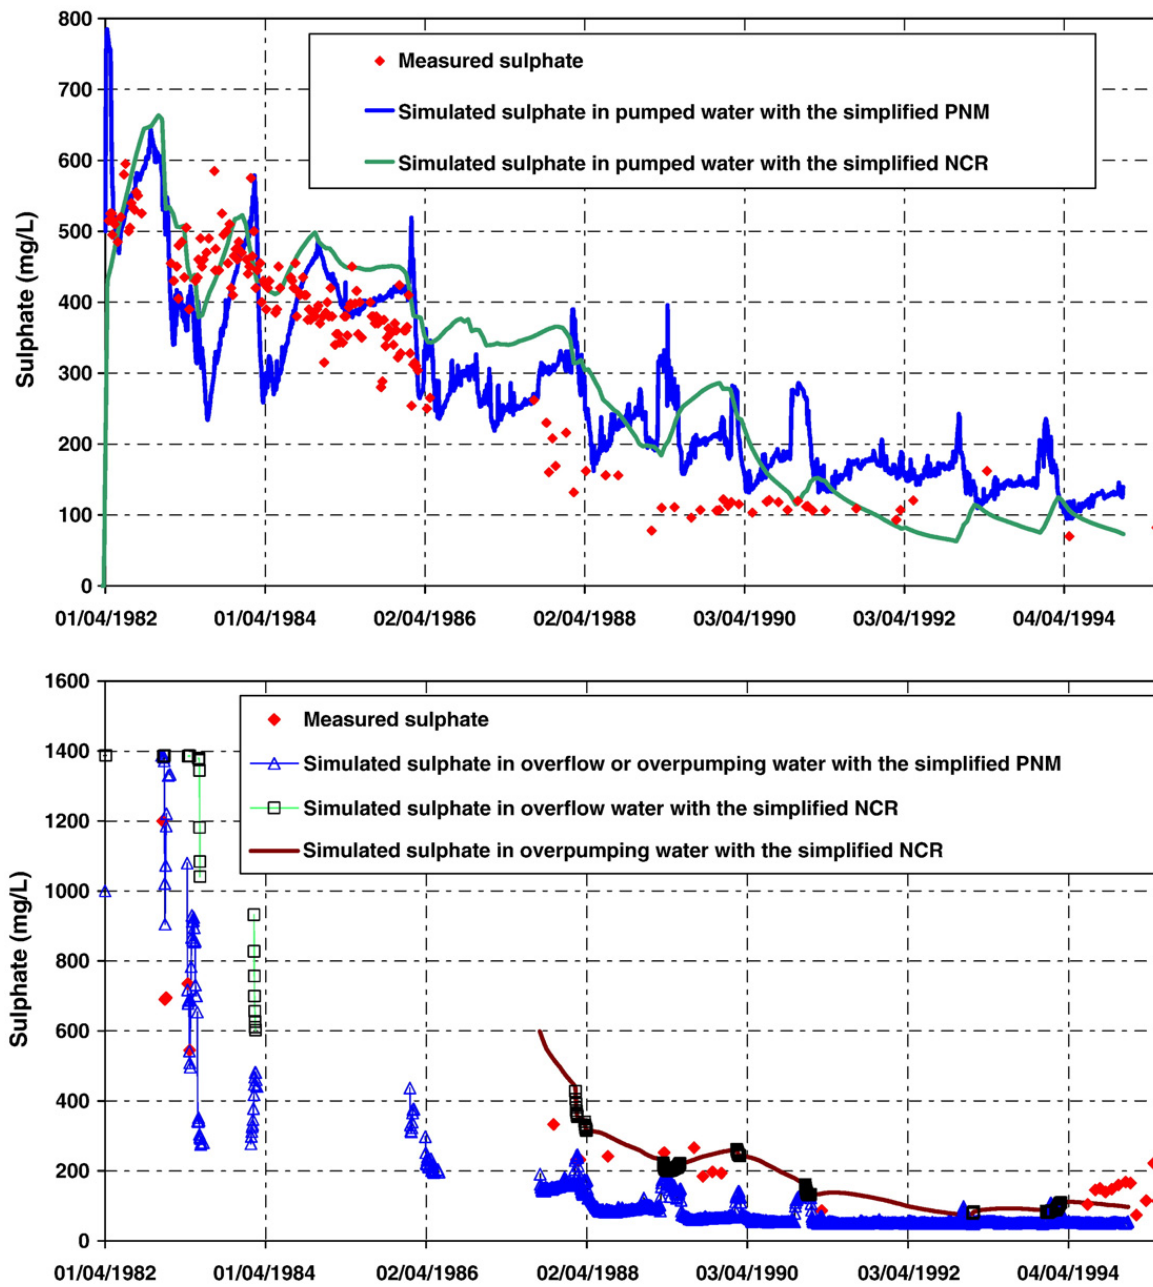 800
700
600
500
400
300
200
100
0
Sulphate (mg/L)
Measured sulphate
Simulated sulphate in pumped water with the simplified PNM
Simulated sulphate in pumped water with the simplified NCR
01/04/1982 01/04/1984 02/04/1986 02/04/1988 03/04/1990 03/04/1992 04/04/1994
1600
1400
1200
1000
800
600
400
200
0
Sulphate (mg/L)
Measured sulphate
Simulated sulphate in overflow or overpumping water with the simplified PNM
Simulated sulphate in overflow water with the simplified NCR
Simulated sulphate in overpumping water with the simplified NCR
01/04/1982 01/04/1984 02/04/1986 02/04/1988 03/04/1990 03/04/1992 04/04/1994